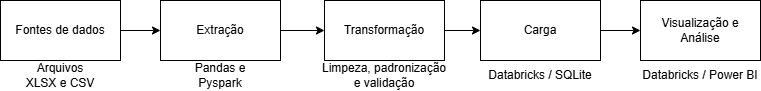 Fontes de dados
Arquivos
XLSX e CSV
Extração
Pandas e
Pyspark
Transformação
Limpeza, padronização
e validação
Carga
Databricks / SQLite
Visualização e
Análise
Databricks / Power BI